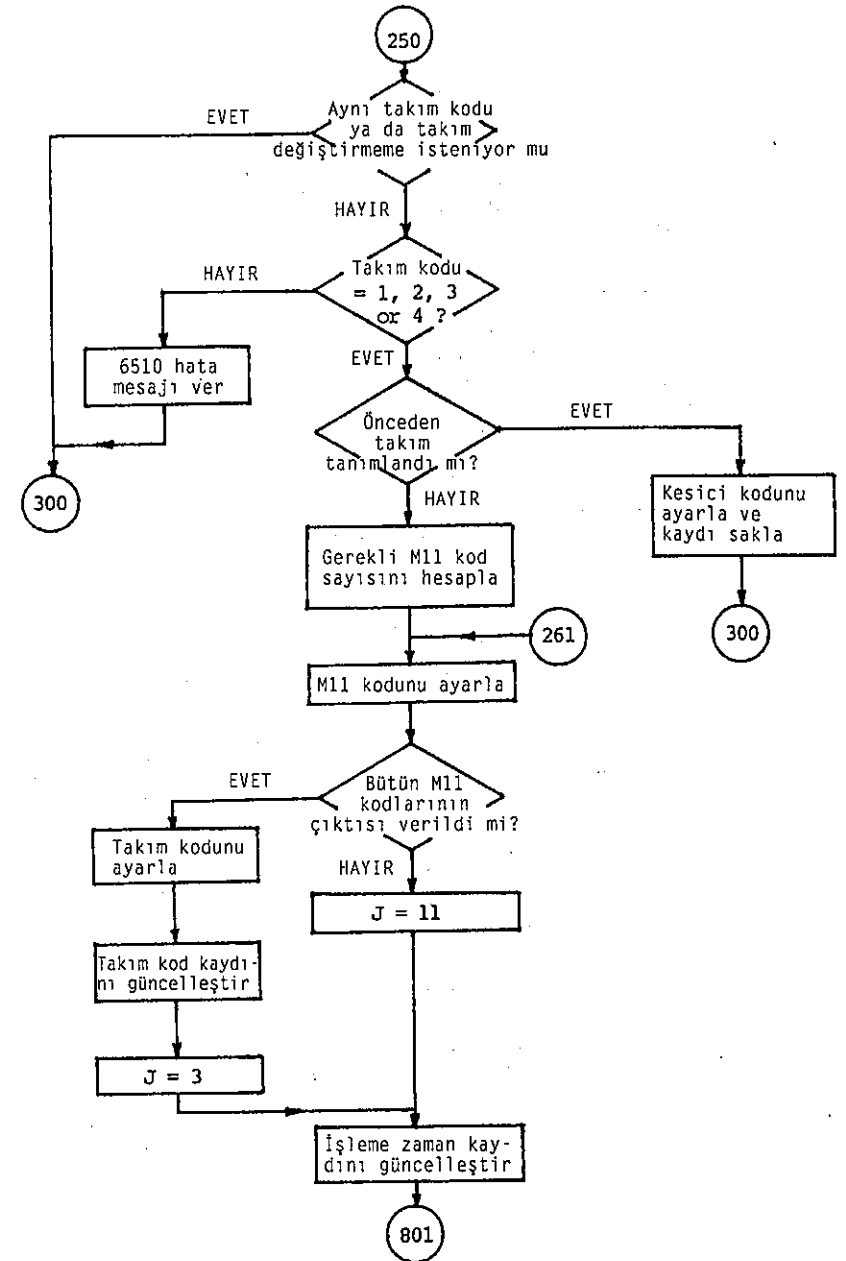 250
Aynı takım kodu
ya da takım
değiştirmeme isteniyor mu
EVET
HAYIR
Takım kodu
= 1, 2, 3
or 4 ?
HAYIR
EVET
6510 hata
mesajı ver
300
Önceden
takım
tanımlandı mı?
EVET
HAYIR
Kesici kodunu
ayarla ve
kaydı sakla
300
Gerekli M11 kod
sayısını hesapla
261
M11 kodunu ayarla
Bütün M11
kodlarının
çıktısı verildi mi?
EVET
HAYIR
Takım kodunu
ayarla
J = 11
Takım kod kaydı-
nı güncelleştir
J = 3
İşleme zaman kay-
dını güncelleştir
801